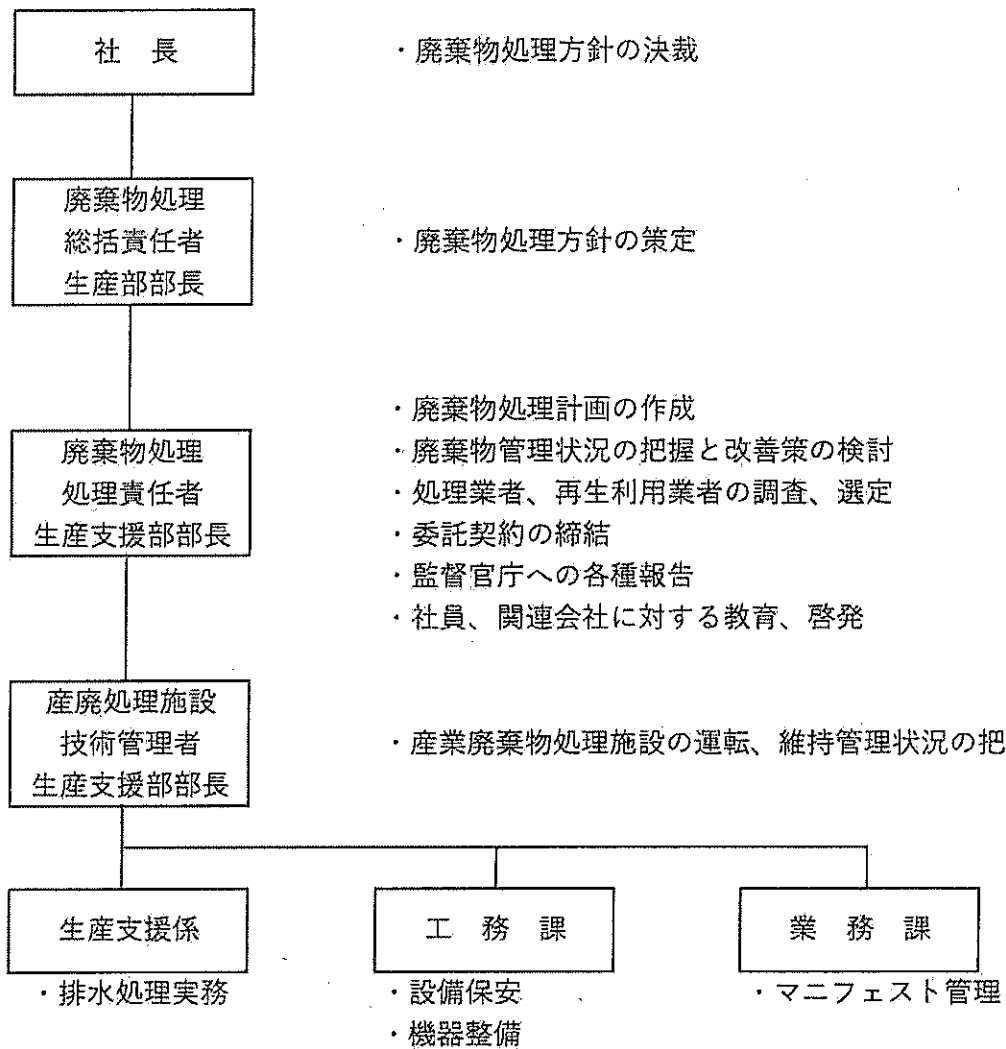 社 長
・廃棄物処理方針の決裁
廃棄物処理
総括責任者
生産部部長
・廃棄物処理方針の策定
廃棄物処理
処理責任者
生産支援部部長
・廃棄物処理計画の作成
・廃棄物管理状況の把握と改善策の検討
・処理業者、再生利用業者の調査、選定
・委託契約の締結
・監督官庁への各種報告
・社員、関連会社に対する教育、啓発
産廃処理施設
技術管理者
生産支援部部長
・産業廃棄物処理施設の運転、維持管理状況の把
生産支援係
・排水処理実務
工 務 課
・設備保安
・機器整備
業 務 課
・マニフェスト管理